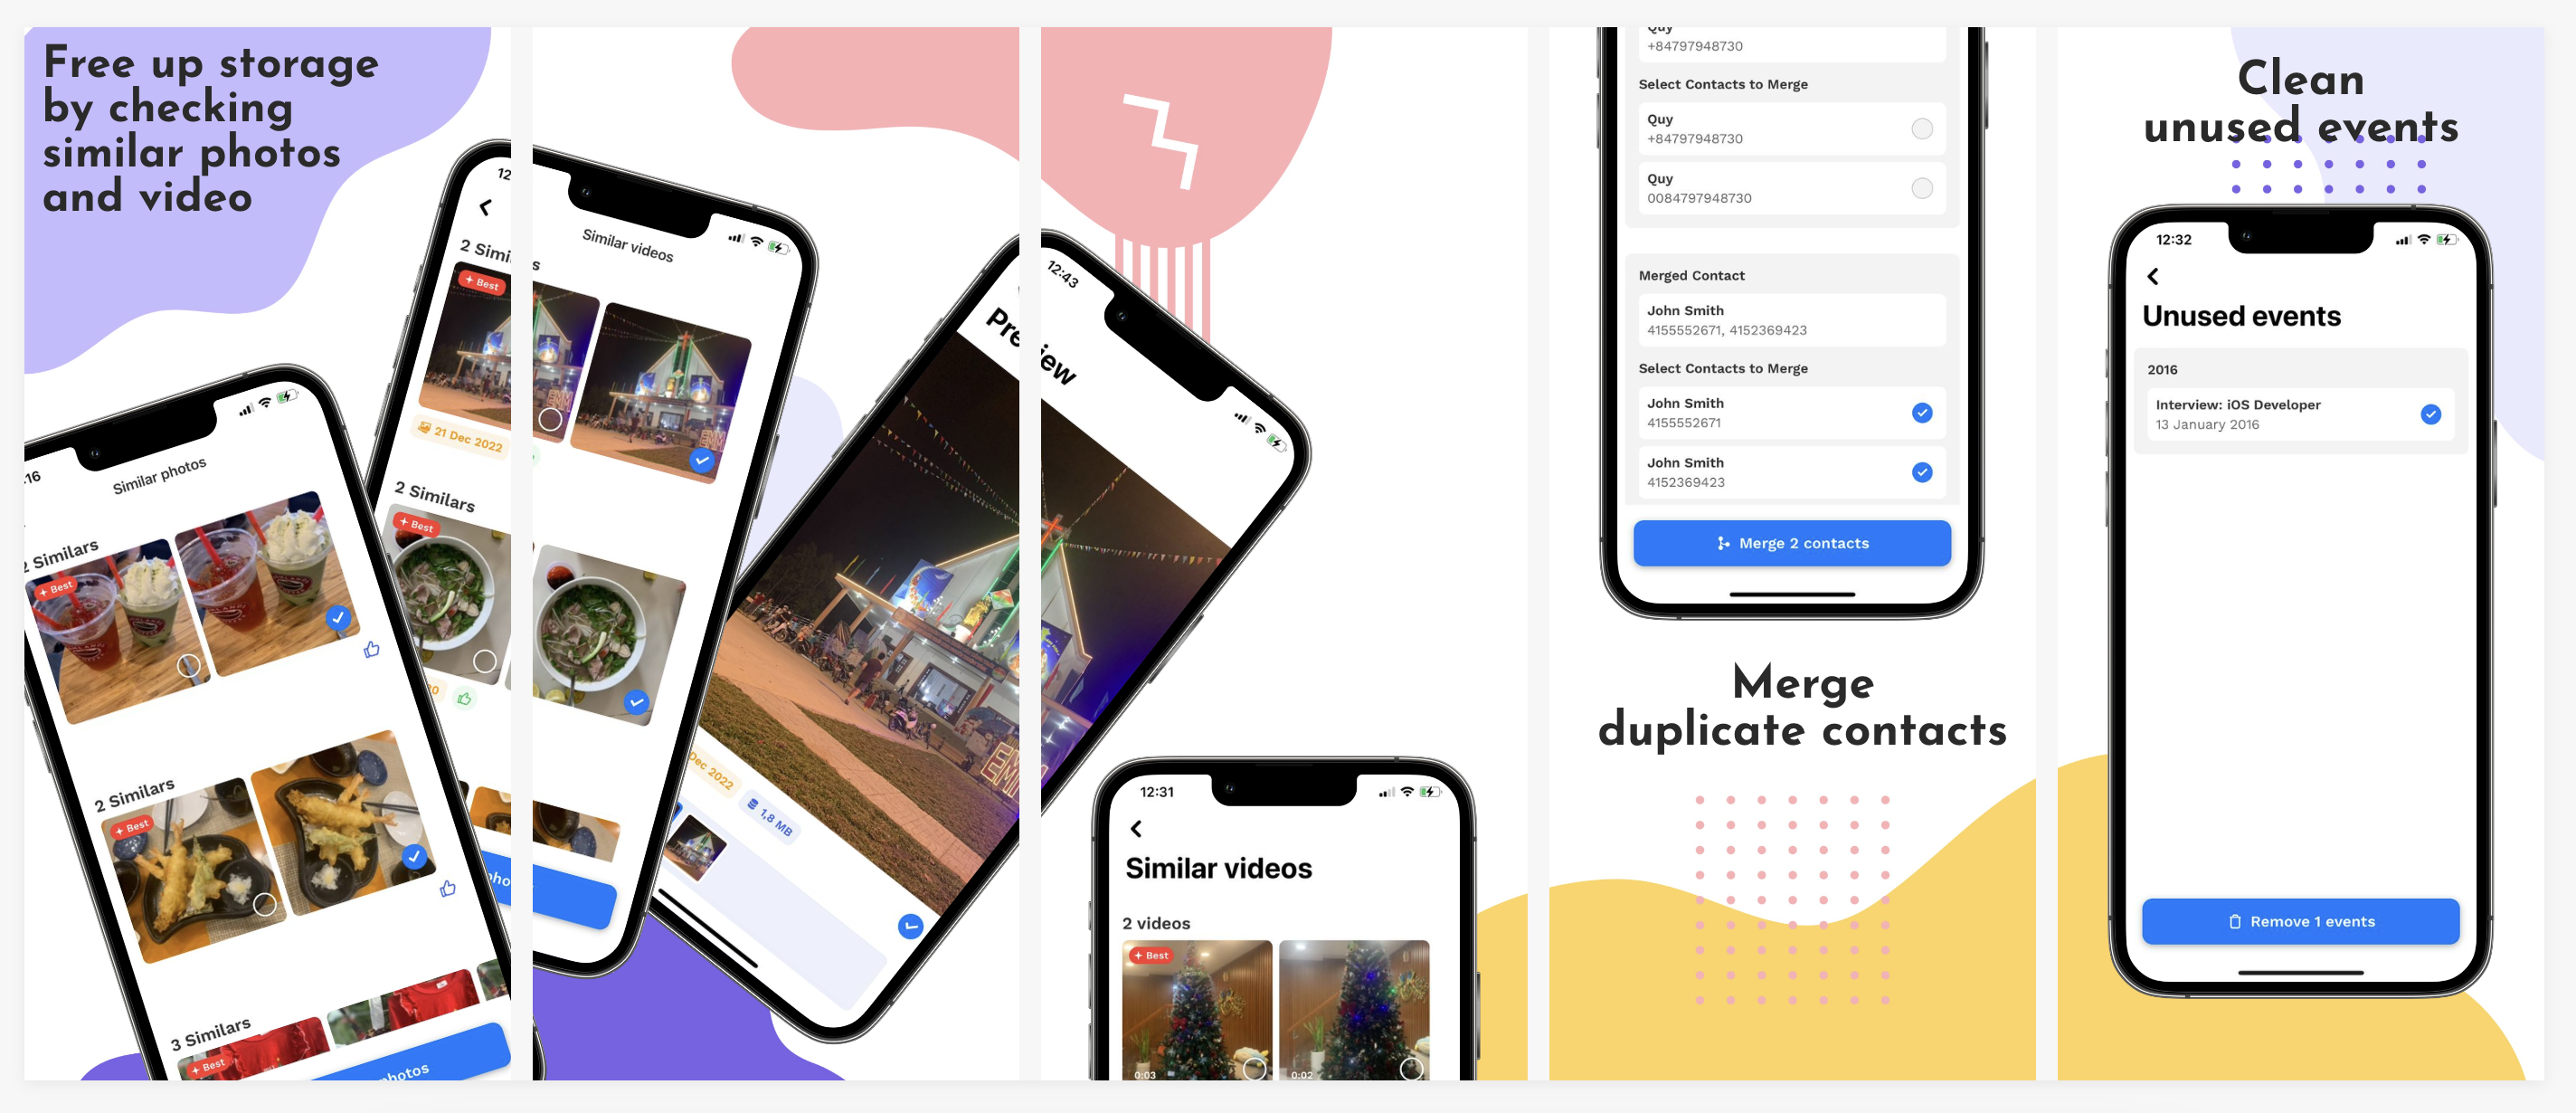 Free up storage
by checking
similar photos
and video
Similar photos
2 Similars
Best
2 Similars
Best
3 Similars
Best
photos
12
2 Simi
s
Best
21 Dec 2022
2 Similars
Best
Similar videos
Preview
Dec 2022
1,8 MB
12:43
12:31
Similar videos
2 videos
Best
0:03
0:02
Quy
+84797948730
Select Contacts to Merge
Quy
+84797948730
Quy
0084797948730
Merged Contact
John Smith
4155552671, 4152369423
Select Contacts to Merge
John Smith
4155552671
John Smith
4152369423
Merge 2 contacts
Merge
duplicate contacts
Clean
unused events
12:32
Unused events
2016
Interview: iOS Developer
13 January 2016
Remove 1 events